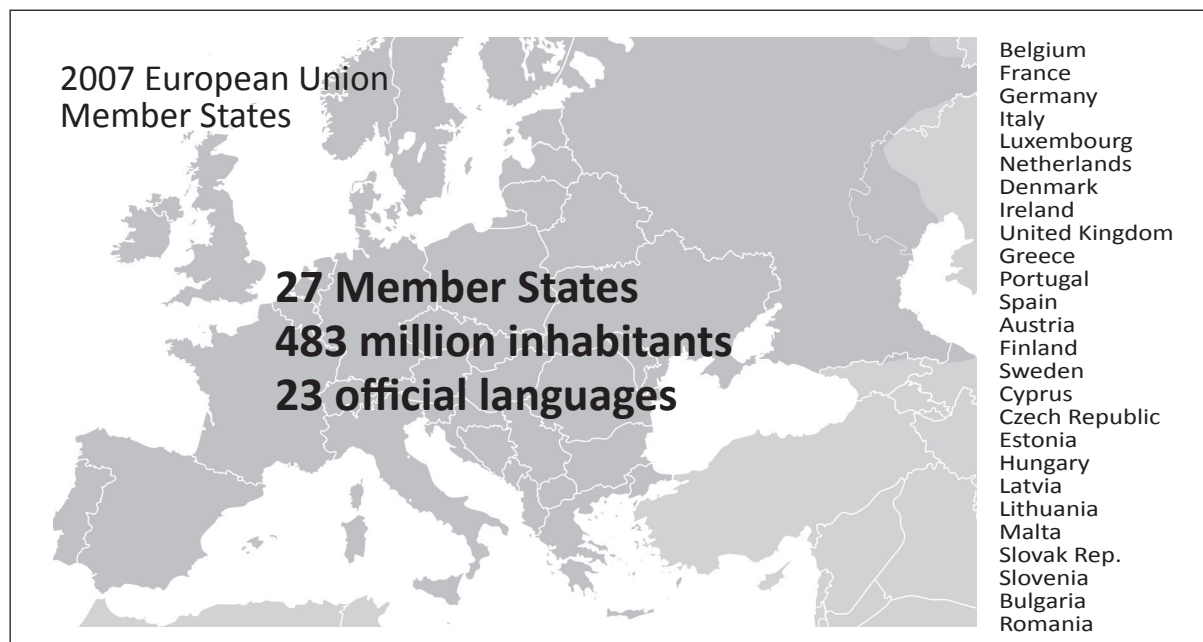 2007 European Union
Member States
27 Member States
483 million inhabitants
23 official languages
Belgium
France
Germany
Italy
Luxembourg
Netherlands
Denmark
Ireland
United Kingdom
Greece
Portugal
Spain
Austria
Finland
Sweden
Cyprus
Czech Republic
Estonia
Hungary
Latvia
Lithuania
Malta
Slovak Rep.
Slovenia
Bulgaria
Romania